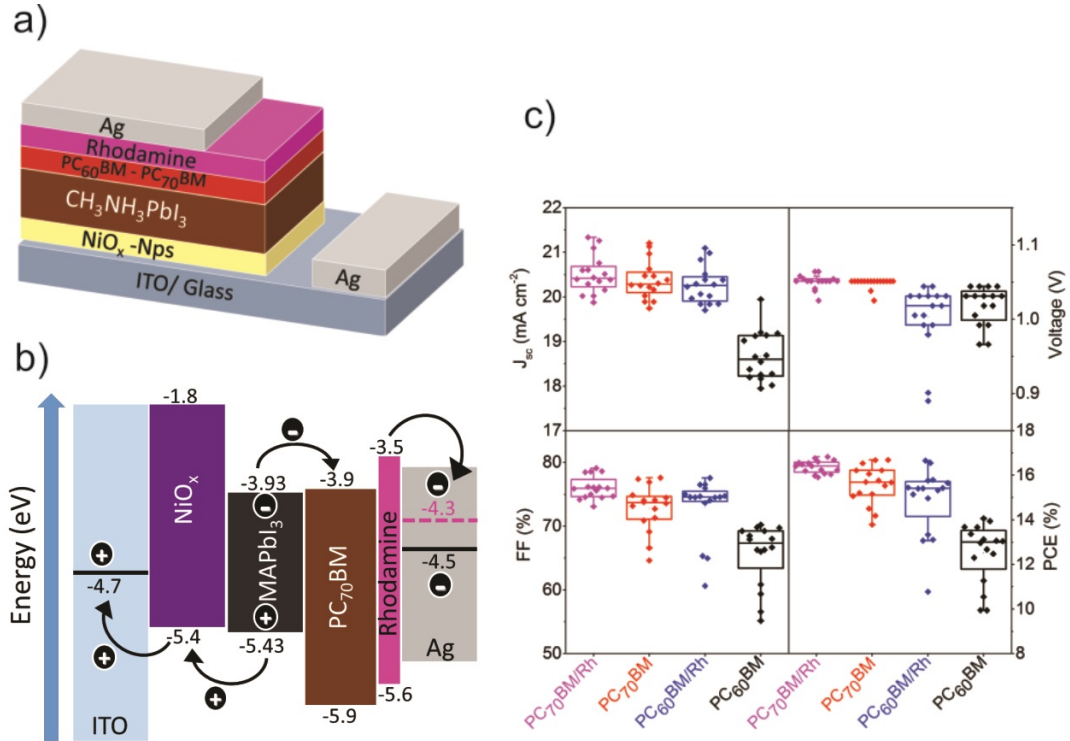 a)
Ag
Rhodamine
PC60BM - PC70BM
CH3NH3PbI3
NiOx -Nps
ITO/ Glass
Ag
b)
Energy (eV)
-1.8
NiOx
-3.93
-3.9
-3.5
-4.3
-4.5
-4.7
MAPbI3
PC70BM
Rhodamine
Ag
-5.4
-5.43
-5.6
-5.9
ITO
c)
Jsc (mA cm-2)
22
21
20
19
18
17
Voltage (V)
1.1
1.0
0.9
FF (%)
80
70
60
50
PCE (%)
18
16
14
12
10
8
PC70BM/Rh
PC70BM
PC60BM/Rh
PC60BM
PC70BM/Rh
PC70BM
PC60BM/Rh
PC60BM